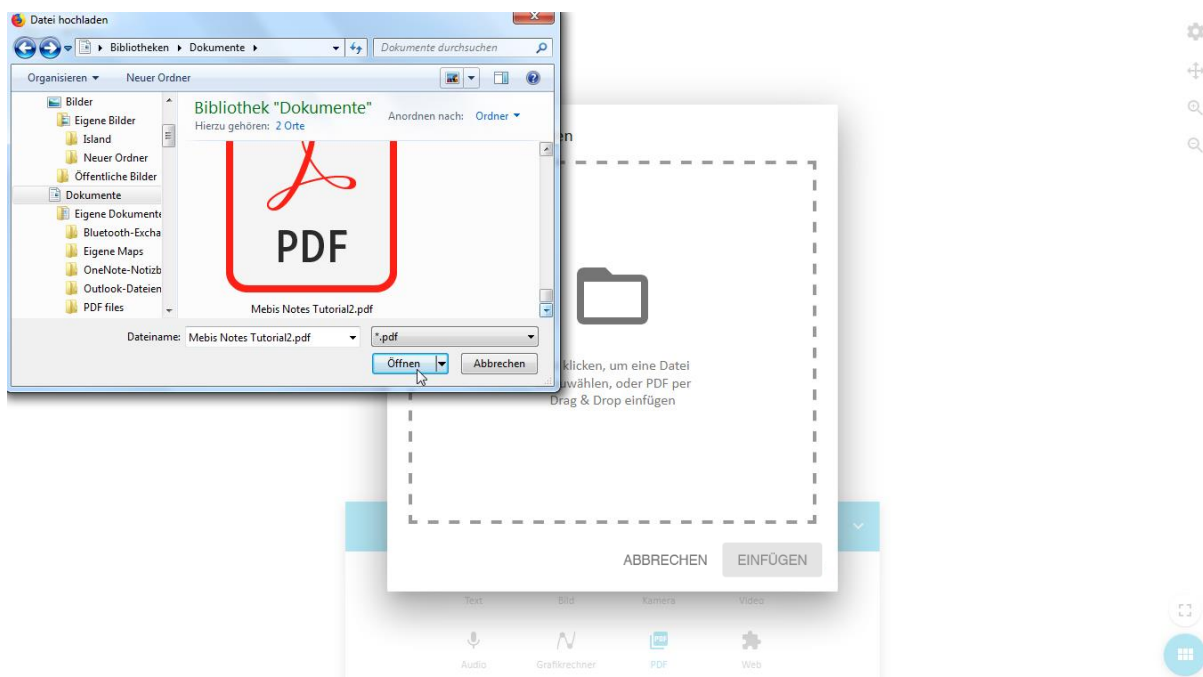 Datei hochladen
Bibliotheken
Dokumente
Dokumente durchsuchen
Organisieren
Neuer Ordner
Bilder
Eigene Bilder
Island
Neuer Ordner
Öffentliche Bilder
Dokumente
Eigene Dokumente
Bluetooth-Excha
Eigene Maps
OneNote-Notizb
Outlook-Dateien
PDF files
Bibliothek "Dokumente"
Hierzu gehören: 2 Orte
Anordnen nach: Ordner
PDF
Mebis Notes Tutorial2.pdf
Dateiname: Mebis Notes Tutorial2.pdf
*.pdf
Öffnen
Abbrechen
en
klicken, um eine Datei
uwählen, oder PDF per
Drag & Drop einfügen
ABBRECHEN
EINFÜGEN
Text
Bild
Kamera
Video
Audio
Grafikrechner
PDF
Web